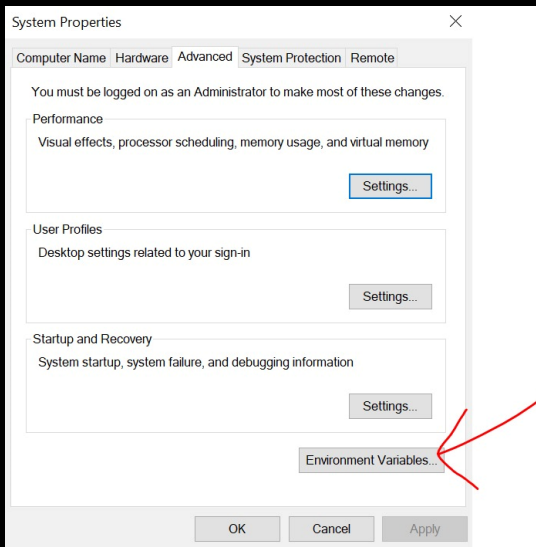 System Properties
Computer Name Hardware Advanced System Protection Remote
You must be logged on as an Administrator to make most of these changes.
Performance
Visual effects, processor scheduling, memory usage, and virtual memory
Settings...
User Profiles
Desktop settings related to your sign-in
Settings...
Startup and Recovery
System startup, system failure, and debugging information
Settings...
Environment Variables...
OK Cancel Apply